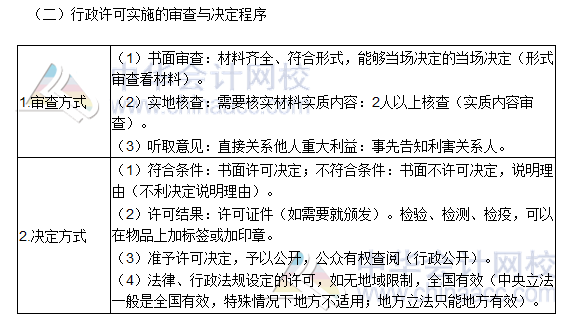 （二）行政许可实施的审查与决定程序
1.审查方式
（1）书面审查：材料齐全、符合形式，能够当场决定的当场决定（形式
审查看材料）。
（2）实地核查：需要核实材料实质内容：2人以上核查（实质内容审
查）。
（3）听取意见：直接关系他人重大利益：事先告知利害关系人。
2.决定方式
（1）符合条件：书面许可决定；不符合条件：书面不许可决定，说明理
由（不利决定说明理由）。
（2）许可结果：许可证件（如需要就颁发）。检验、检测、检疫，可以
在物品上加标签或加印章。
（3）准予许可决定，予以公开，公众有权查阅（行政公开）。
（4）法律、行政法规设定的许可，如无地域限制，全国有效（中央立法
一般是全国有效，特殊情况下地方不适用；地方立法只能地方有效）。
中华会计网校
中华会计网校